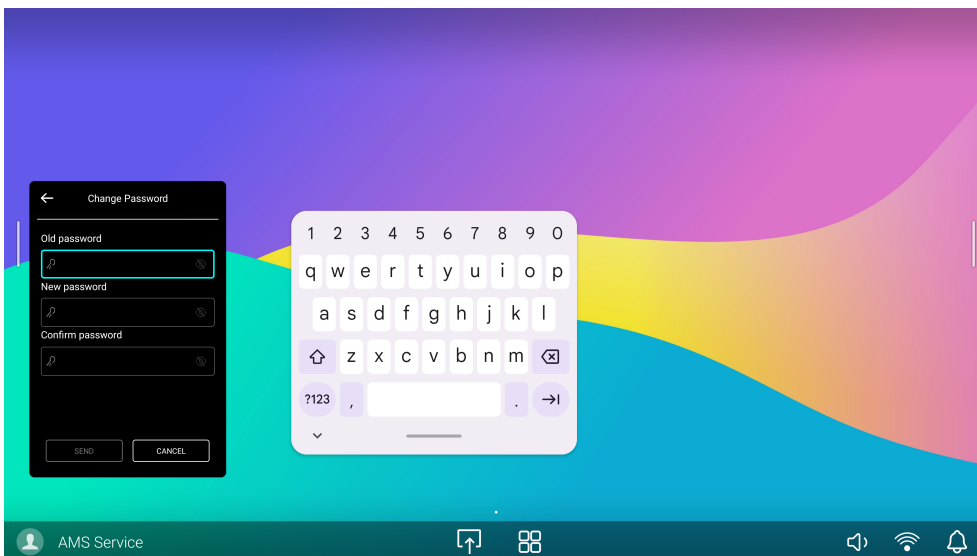 Change Password
Old password
New password
Confirm password
SEND CANCEL
1 2 3 4 5 6 7 8 9 0
q w e r t y u i o p
a s d f g h j k l
z x c v b n m
?123 , .
AMS Service